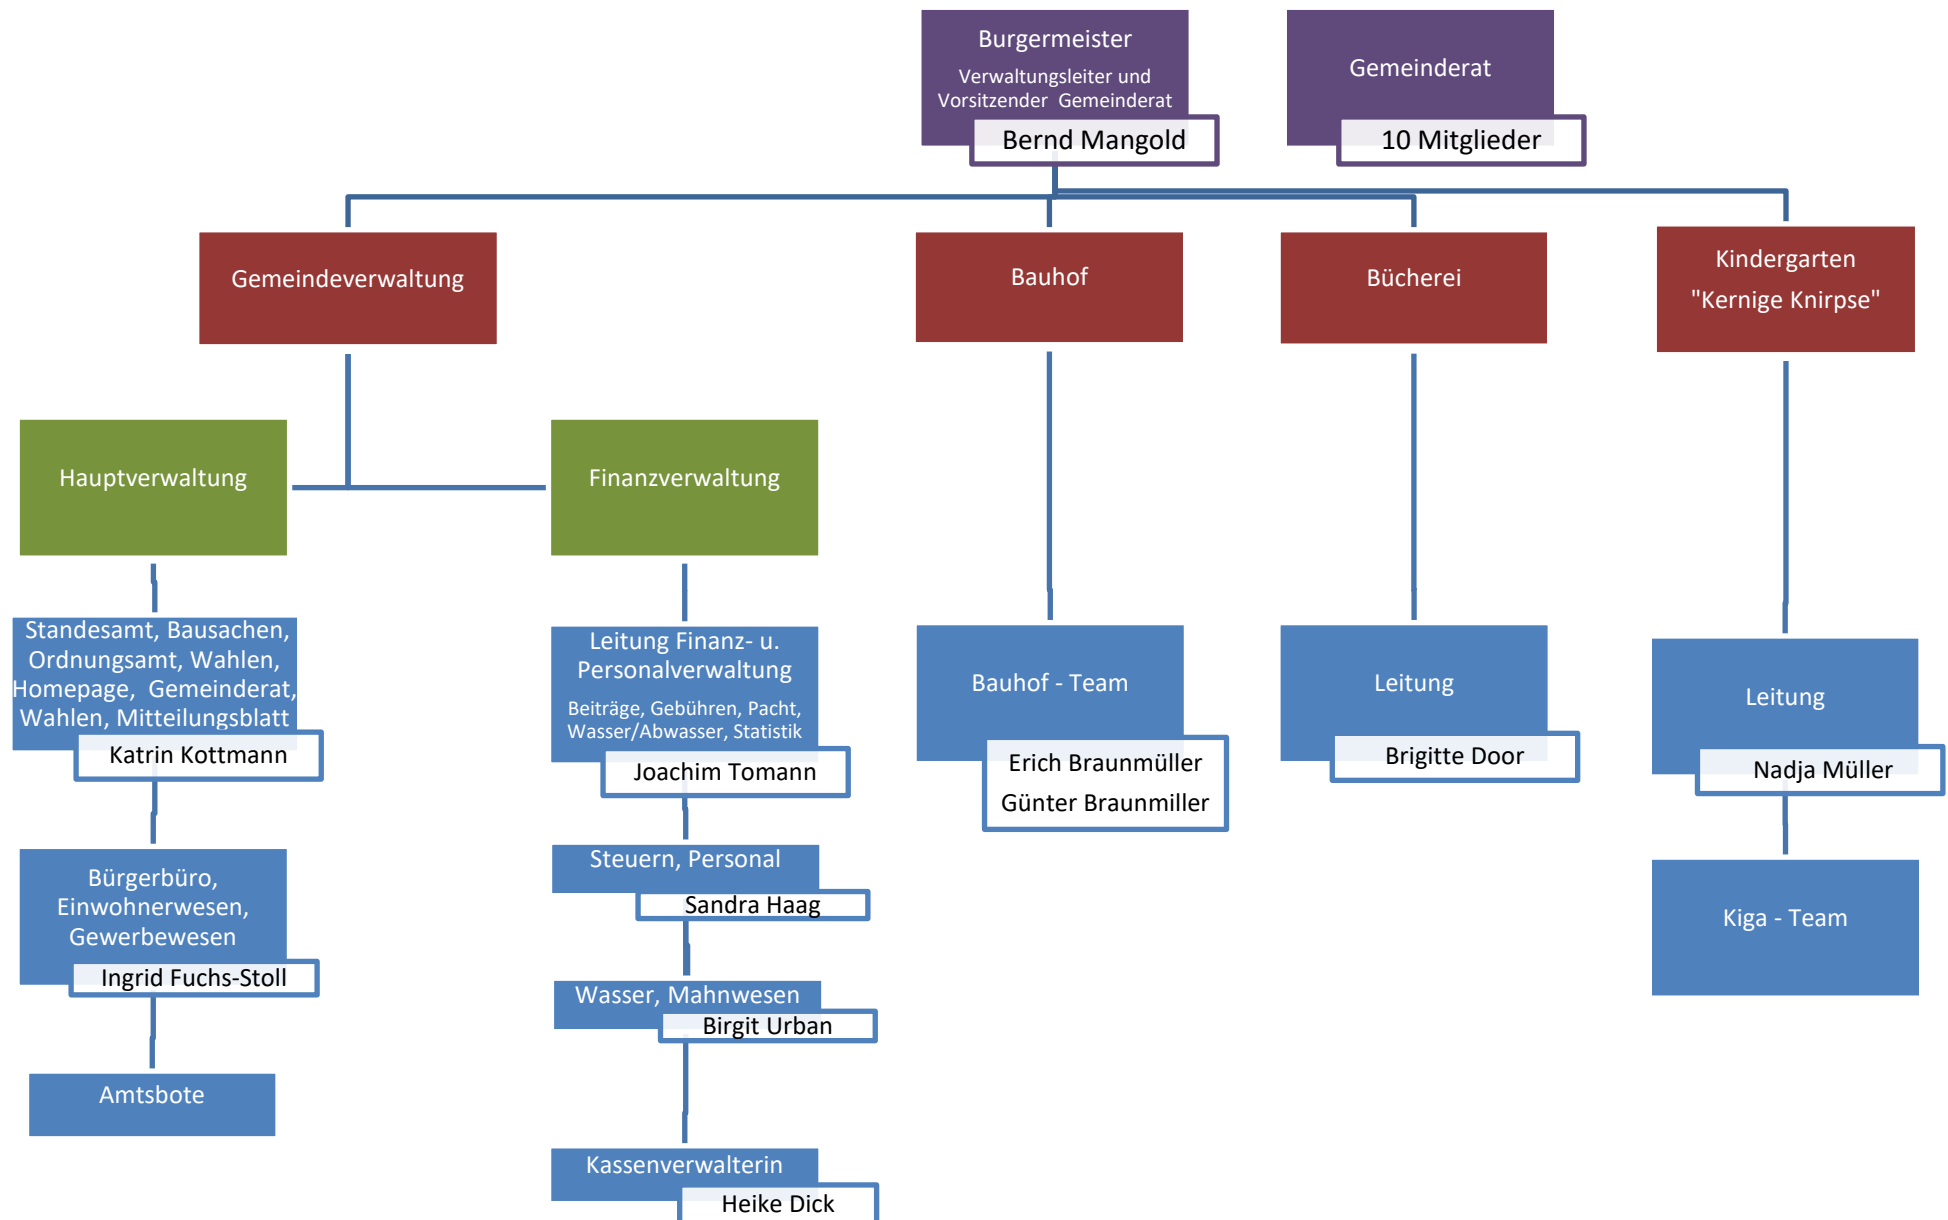 Burgermeister
Verwaltungsleiter und
Vorsitzender Gemeinderat
Bernd Mangold
Gemeinderat
10 Mitglieder
Gemeindeverwaltung
Bauhof
Bücherei
Kindergarten
"Kernige Knirpse"
Hauptverwaltung
Finanzverwaltung
Standesamt, Bausachen,
Ordnungsamt, Wahlen,
Homepage, Gemeinderat,
Wahlen, Mitteilungsblatt
Katrin Kottmann
Leitung Finanz- u.
Personalverwaltung
Beiträge, Gebühren, Pacht,
Wasser/Abwasser, Statistik
Joachim Tomann
Bauhof - Team
Erich Braunmüller
Günter Braunmiller
Leitung
Brigitte Door
Leitung
Nadja Müller
Bürgerbüro,
Einwohnerwesen,
Gewerbewesen
Ingrid Fuchs-Stoll
Steuern, Personal
Sandra Haag
Kiga - Team
Wasser, Mahnwesen
Birgit Urban
Amtsbote
Kassenverwalterin
Heike Dick